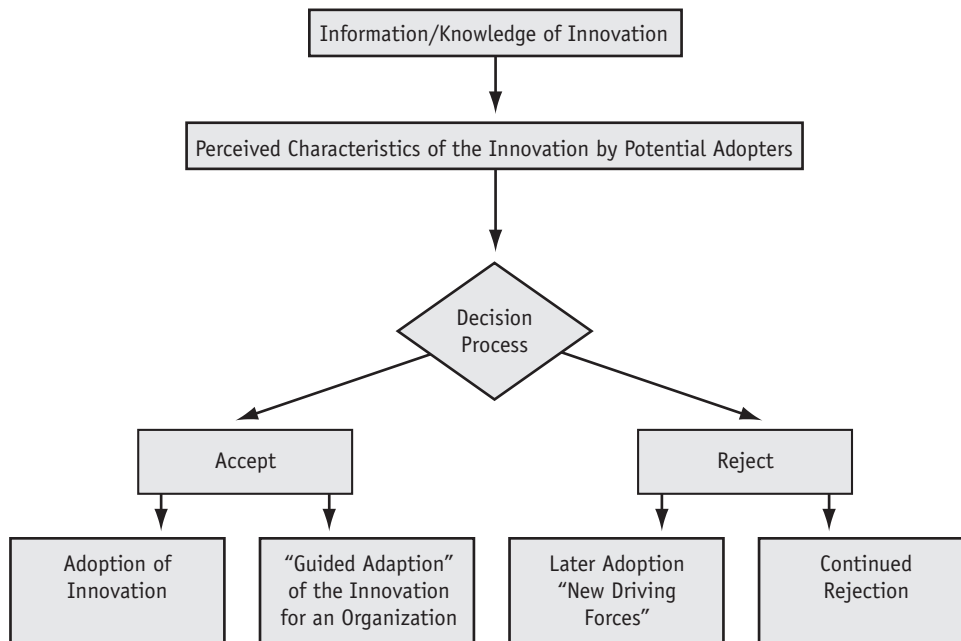 Information/Knowledge of Innovation
Perceived Characteristics of the Innovation by Potential Adopters
Decision
Process
Accept
Reject
Adoption of
Innovation
“Guided Adaption”
of the Innovation
for an Organization
Later Adoption
“New Driving
Forces”
Continued
Rejection